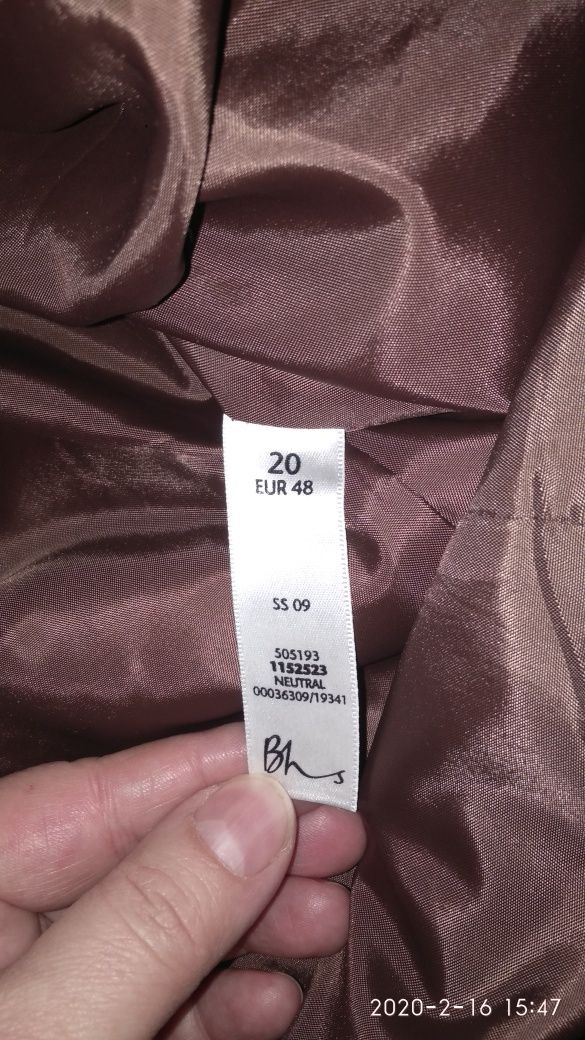 20
EUR 48
SS 09
505193
1152523
NEUTRAL
00036309/19341
Bhs
2020-2-16 15:47